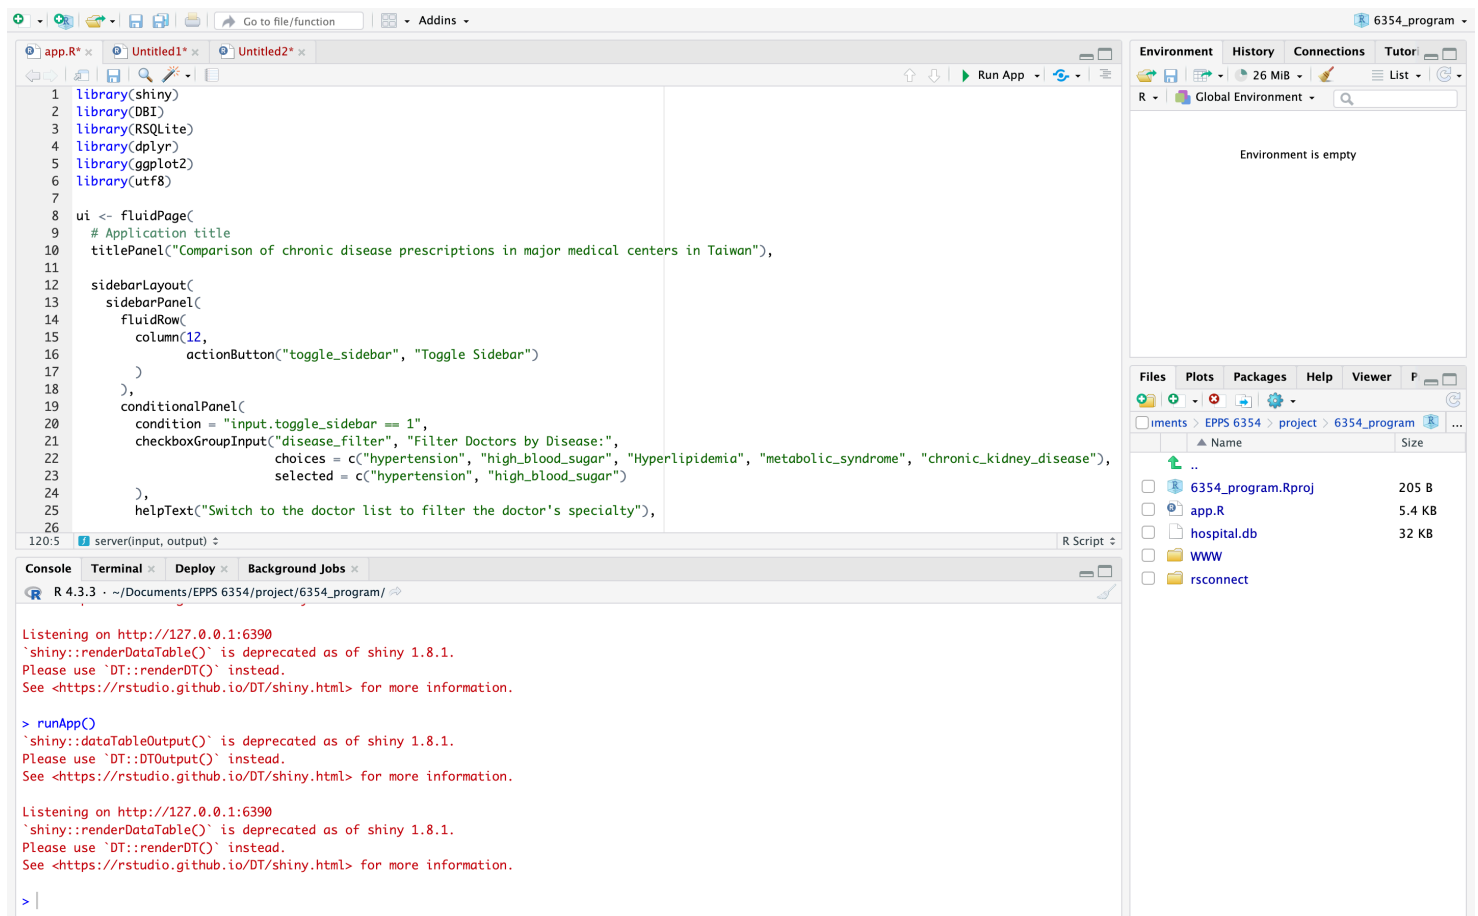 Go to file/function
Addins
6354_program
app.R*
Untitled1*
Untitled2*
Run App
1 library(shiny)
2 library(DBI)
3 library(RSQLite)
4 library(dplyr)
5 library(ggplot2)
6 library(utf8)
7
8 ui <- fluidPage(
9 # Application title
10 titlePanel("Comparison of chronic disease prescriptions in major medical centers in Taiwan"),
11
12 sidebarLayout(
13 sidebarPanel(
14 fluidRow(
15 column(12,
16 actionButton("toggle_sidebar", "Toggle Sidebar")
17 )
18 ),
19 conditionalPanel(
20 condition = "input.toggle_sidebar == 1",
21 checkboxGroupInput("disease_filter", "Filter Doctors by Disease:",
22 choices = c("hypertension", "high_blood_sugar", "Hyperlipidemia", "metabolic_syndrome", "chronic_kidney_disease"),
23 selected = c("hypertension", "high_blood_sugar")
24 ),
25 helpText("Switch to the doctor list to filter the doctor's specialty"),
26
120:5 server(input, output) R Script
Console Terminal Deploy Background Jobs
R 4.3.3 · ~/Documents/EPPS 6354/project/6354_program/
Listening on http://127.0.0.1:6390
`shiny::renderDataTable()` is deprecated as of shiny 1.8.1.
Please use `DT::renderDT()` instead.
See <https://rstudio.github.io/DT/shiny.html> for more information.
> runApp()
`shiny::dataTableOutput()` is deprecated as of shiny 1.8.1.
Please use `DT::DTOutput()` instead.
See <https://rstudio.github.io/DT/shiny.html> for more information.
Listening on http://127.0.0.1:6390
`shiny::renderDataTable()` is deprecated as of shiny 1.8.1.
Please use `DT::renderDT()` instead.
See <https://rstudio.github.io/DT/shiny.html> for more information.
>
Environment History Connections Tutori
26 MiB List
R Global Environment
Environment is empty
Files Plots Packages Help Viewer P
ıments EPPS 6354 project 6354_program ...
Name Size
..
6354_program.Rproj 205 B
app.R 5.4 KB
hospital.db 32 KB
WWW
rsconnect